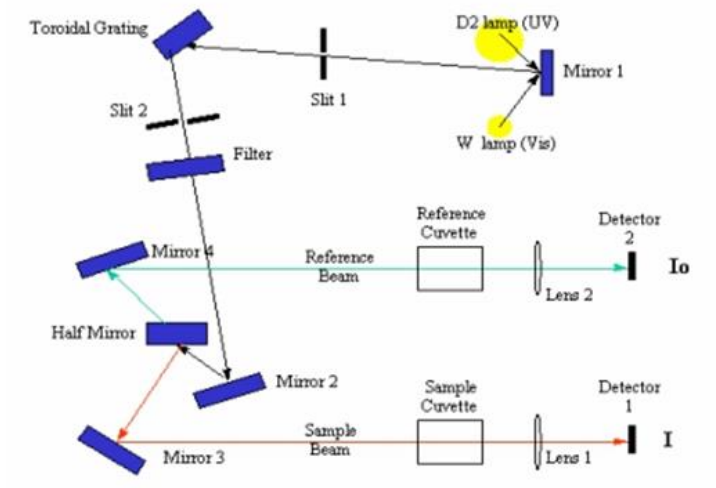 Toroidal Grating
D2 lamp (UV)
Mirror 1
Slit 1
Slit 2
W lamp (Vis)
Filter
Reference
Cuvette
Detector
2
Mirror 4
Reference
Beam
Io
Lens 2
Half Mirror
Mirror 2
Sample
Cuvette
Detector
1
Sample
Beam
I
Mirror 3
Lens 1